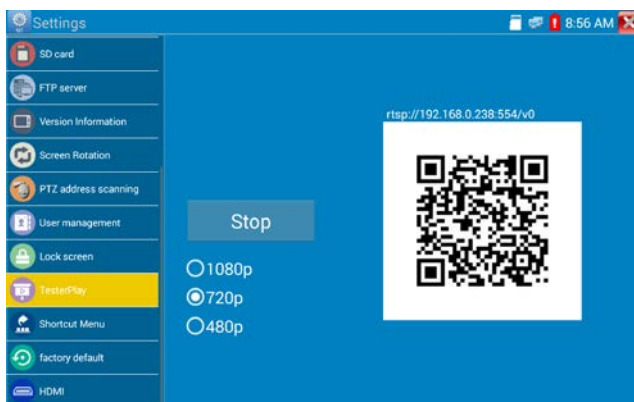 Settings
8:56 AM
SD card
FTP server
Version Information
Screen Rotation
PTZ address scanning
User management
Lock screen
TesterPlay
Shortcut Menu
factory default
HDMI
rtsp://192.168.0.238:554/v0
Stop
1080p
720p
480p